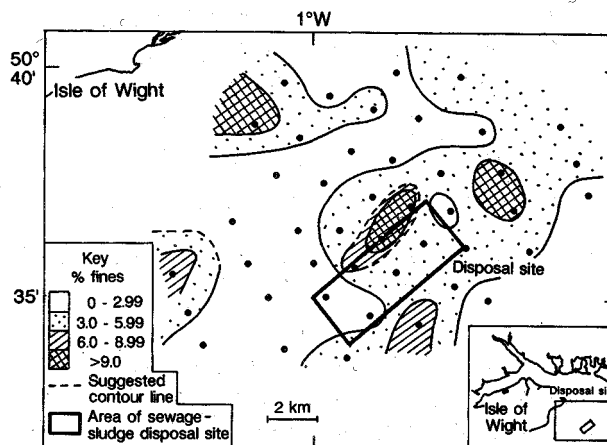 1°W
50°
40'
Isle of Wight
35'
Disposal site
Key
% fines
0 - 2.99
3.0 - 5.99
6.0 - 8.99
>9.0
Suggested
contour line
Area of sewage-
sludge disposal site
2 km
Disposal sit
Isle of
Wight